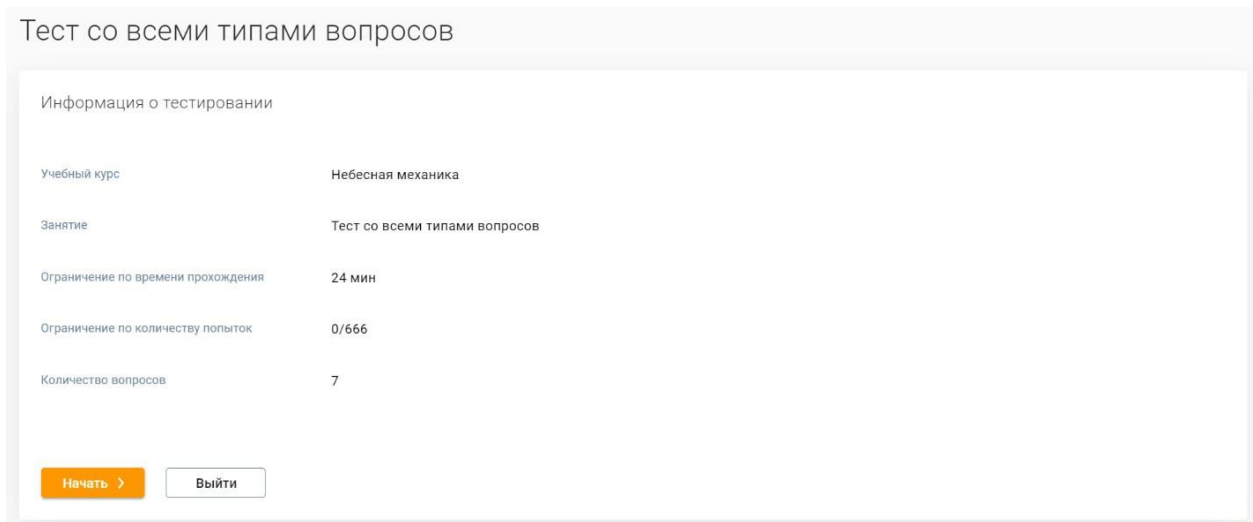 Тест со всеми типами вопросов
Информация о тестировании
Учебный курс Небесная механика
Занятие Тест со всеми типами вопросов
Ограничение по времени прохождения 24 мин
Ограничение по количеству попыток 0/666
Количество вопросов 7
Начать Выйти